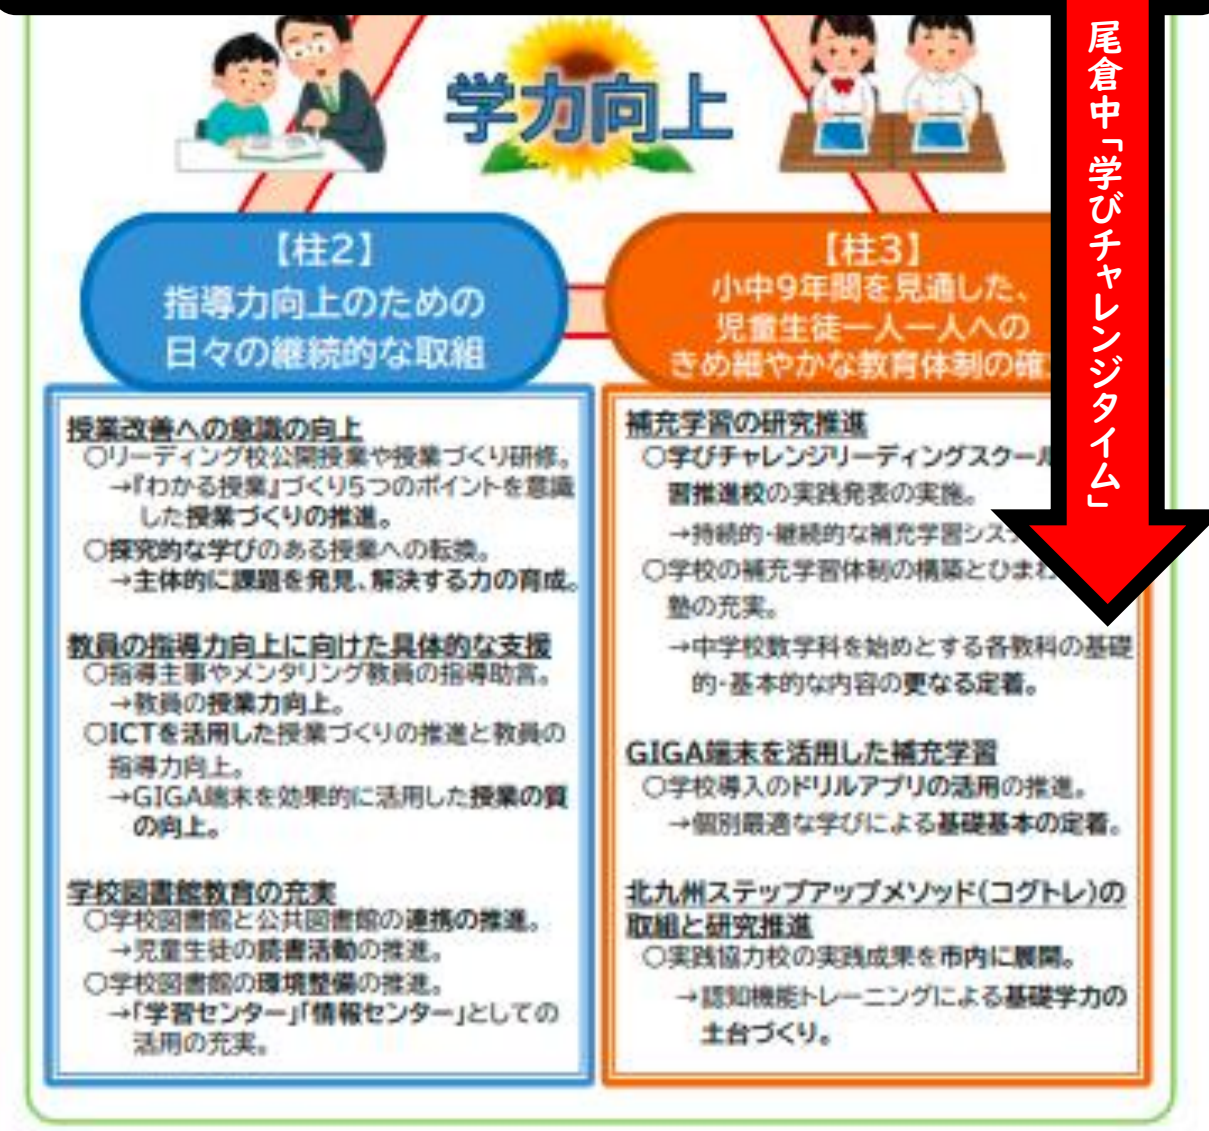 学力向上
尾倉中「学びチャレンジタイム」
【柱2】
指導力向上のための
日々の継続的な取組
授業改善への意識の向上
○リーディング校公開授業や授業づくり研修。
→『わかる授業』づくり5つのポイントを意識
した授業づくりの推進。
○探究的な学びのある授業への転換。
→主体的に課題を発見、解決する力の育成。
教員の指導力向上に向けた具体的な支援
○指導主事やメンタリング教員の指導助言。
→教員の授業力向上。
○ICTを活用した授業づくりの推進と教員の
指導力向上。
→GIGA端末を効果的に活用した授業の質
の向上。
学校図書館教育の充実
○学校図書館と公共図書館の連携の推進。
→児童生徒の読書活動の推進。
○学校図書館の環境整備の推進。
→「学習センター」「情報センター」としての
活用の充実。
【柱3】
小中9年間を見通した、
児童生徒一人一人への
きめ細やかな教育体制の確
補充学習の研究推進
○学びチャレンジリーディングスクール
習推進校の実践発表の実施。
→持続的・継続的な補充学習シス
○学校の補充学習体制の構築とひまわ
塾の充実。
→中学校数学科を始めとする各教科の基礎
的・基本的な内容の更なる定着。
GIGA端末を活用した補充学習
○学校導入のドリルアプリの活用の推進。
→個別最適な学びによる基礎基本の定着。
北九州ステップアップメソッド(コグトレ)の
取組と研究推進
○実践協力校の実践成果を市内に展開。
→認知機能トレーニングによる基礎学力の
土台づくり。